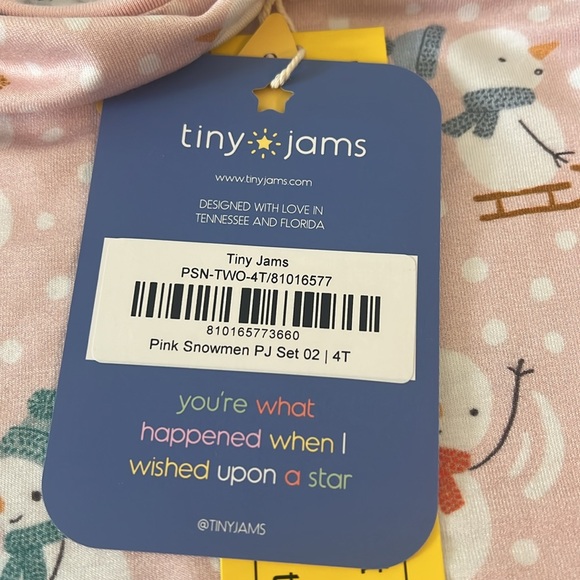 tiny jams
www.tinyjams.com
DESIGNED WITH LOVE IN
TENNESSEE AND FLORIDA
Tiny Jams
PSN-TWO-4T/81016577
810165773660
Pink Snowmen PJ Set 02 | 4T
you're what
happened when I
wished upon a star
@TINYJAMS